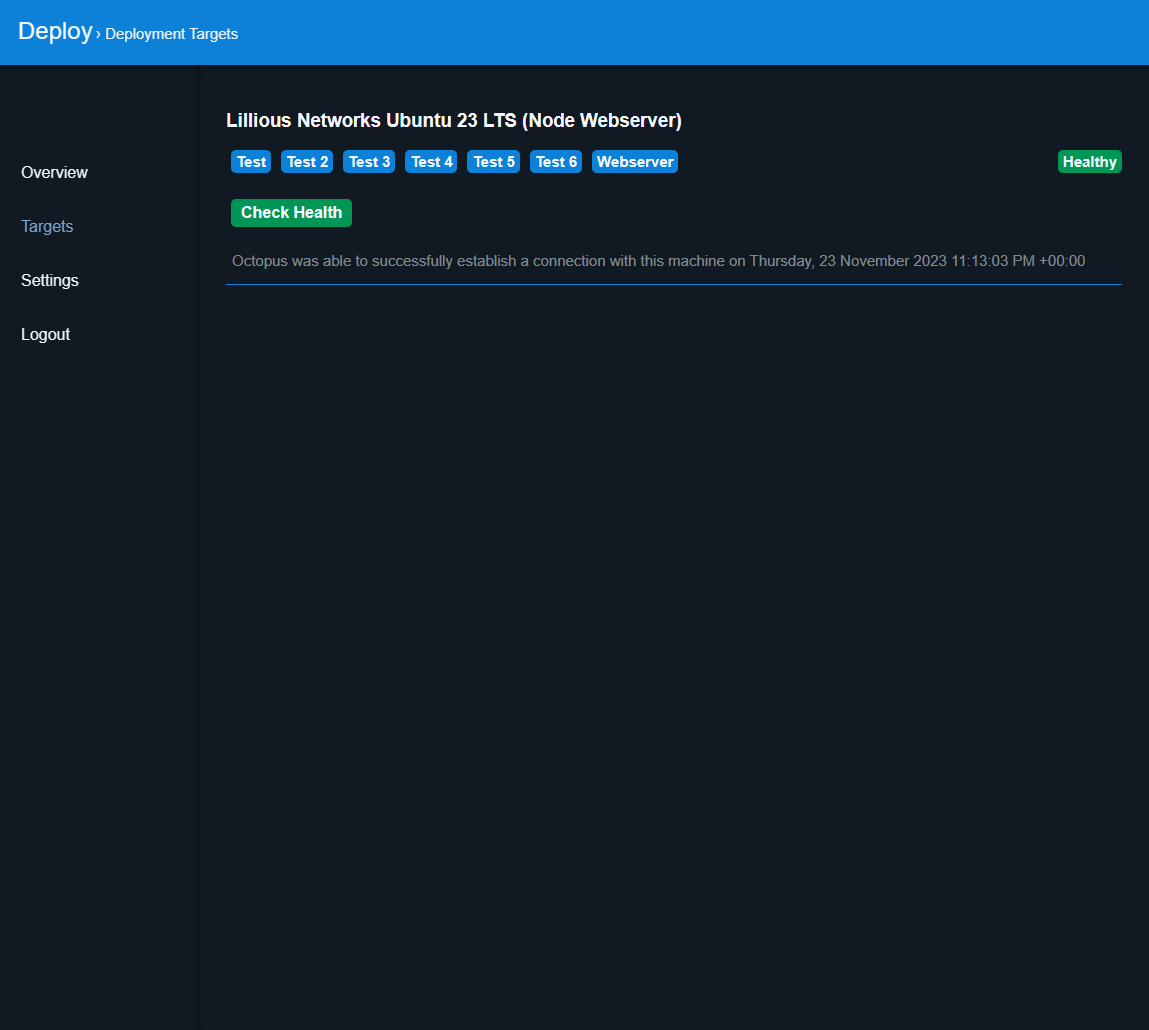 Deploy › Deployment Targets
Overview
Targets
Settings
Logout
Lillious Networks Ubuntu 23 LTS (Node Webserver)
Test Test 2 Test 3 Test 4 Test 5 Test 6 Webserver Healthy
Check Health
Octopus was able to successfully establish a connection with this machine on Thursday, 23 November 2023 11:13:03 PM +00:00